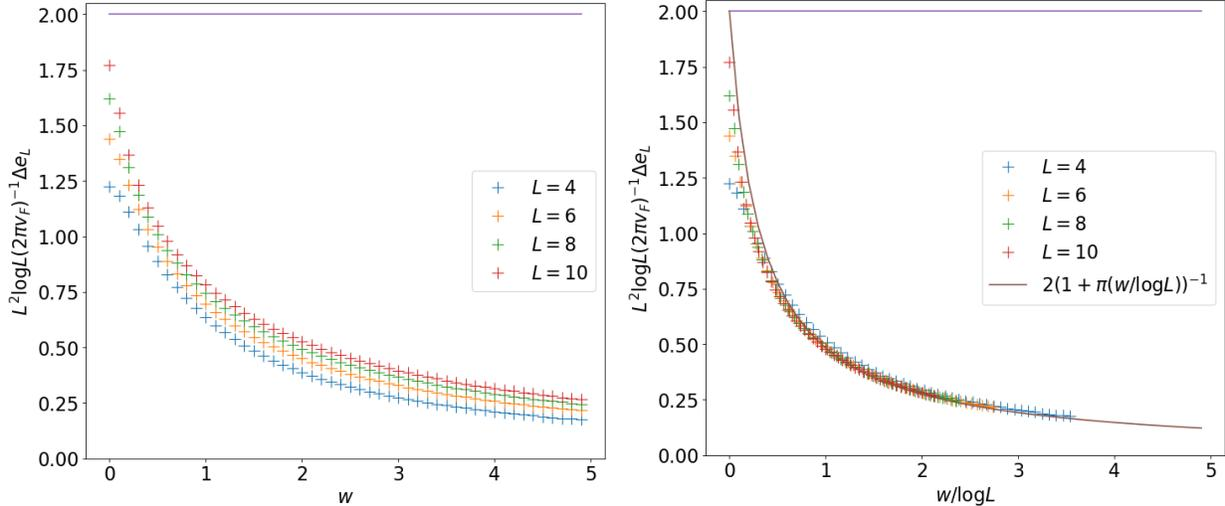 2.00
1.75
1.50
1.25
1.00
0.75
0.50
0.25
0.00
L²logL(2πv_F)⁻¹Δe_L
0 1 2 3 4 5
w
L = 4
L = 6
L = 8
L = 10
2.00
1.75
1.50
1.25
1.00
0.75
0.50
0.25
0.00
L²logL(2πv_F)⁻¹Δe_L
0 1 2 3 4 5
w/logL
L = 4
L = 6
L = 8
L = 10
2(1 + π(w/logL))⁻¹